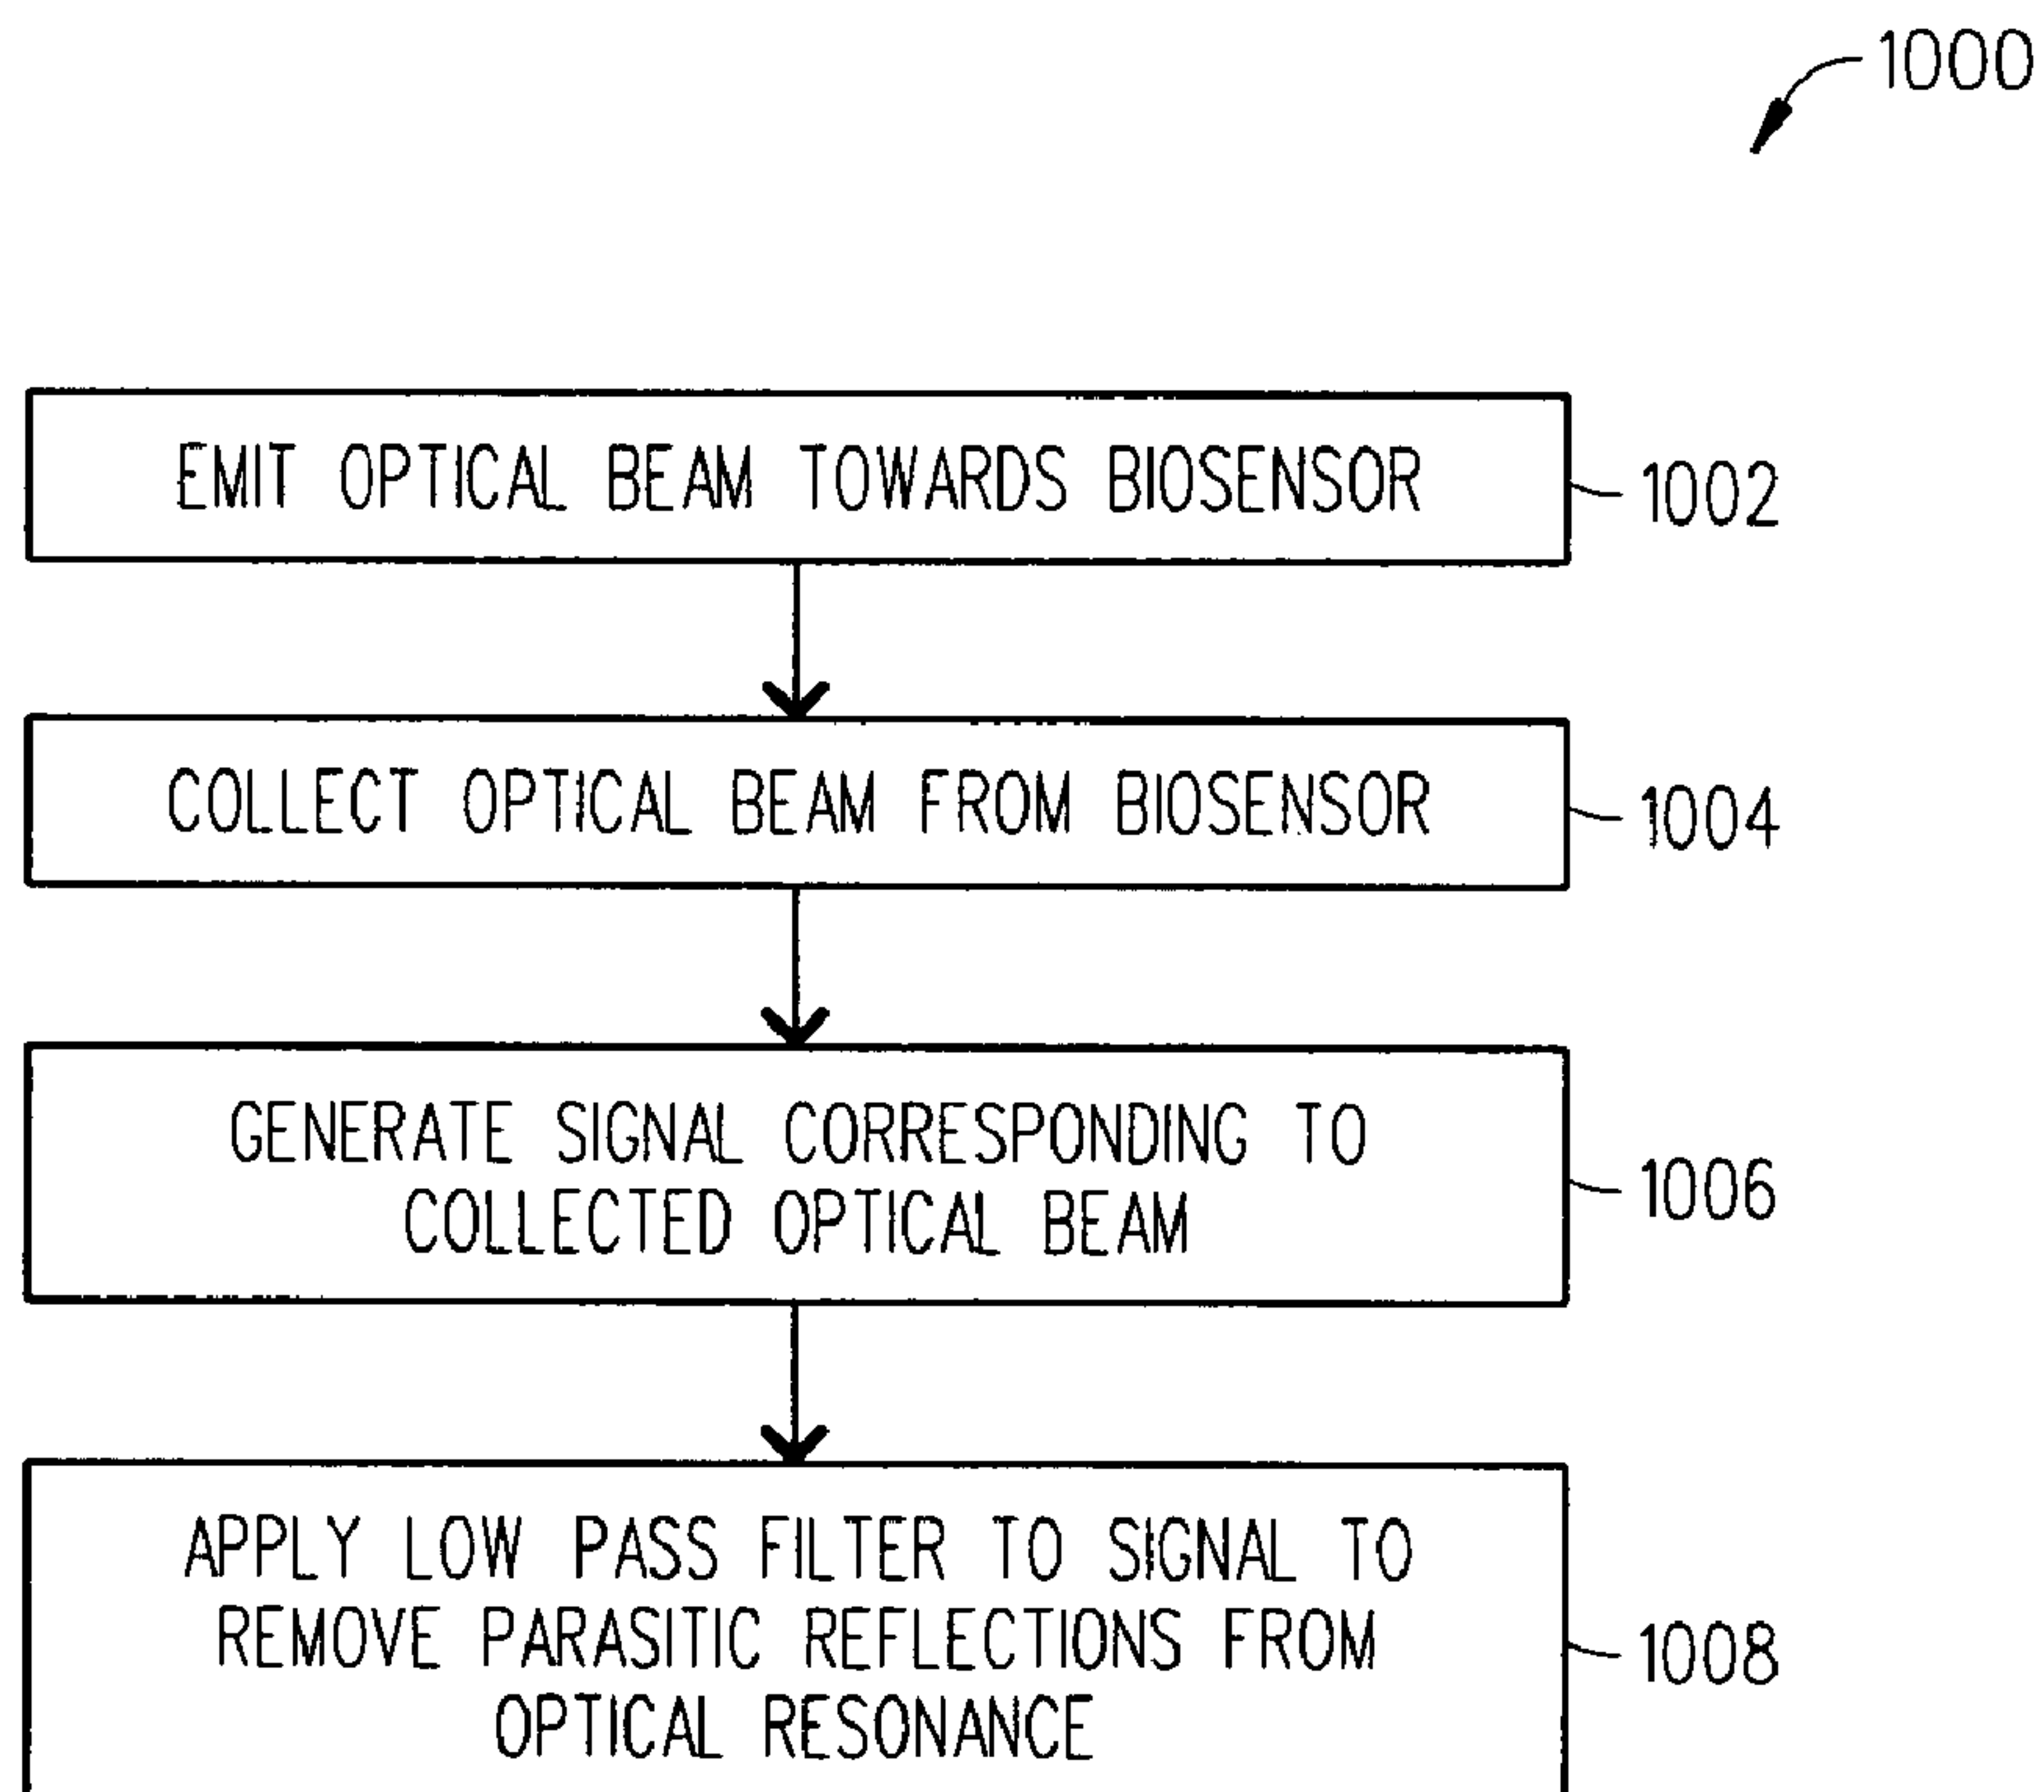 1000
EMIT OPTICAL BEAM TOWARDS BIOSENSOR
1002
COLLECT OPTICAL BEAM FROM BIOSENSOR
1004
GENERATE SIGNAL CORRESPONDING TO
COLLECTED OPTICAL BEAM
1006
APPLY LOW PASS FILTER TO SIGNAL TO
REMOVE PARASITIC REFLECTIONS FROM
OPTICAL RESONANCE
1008